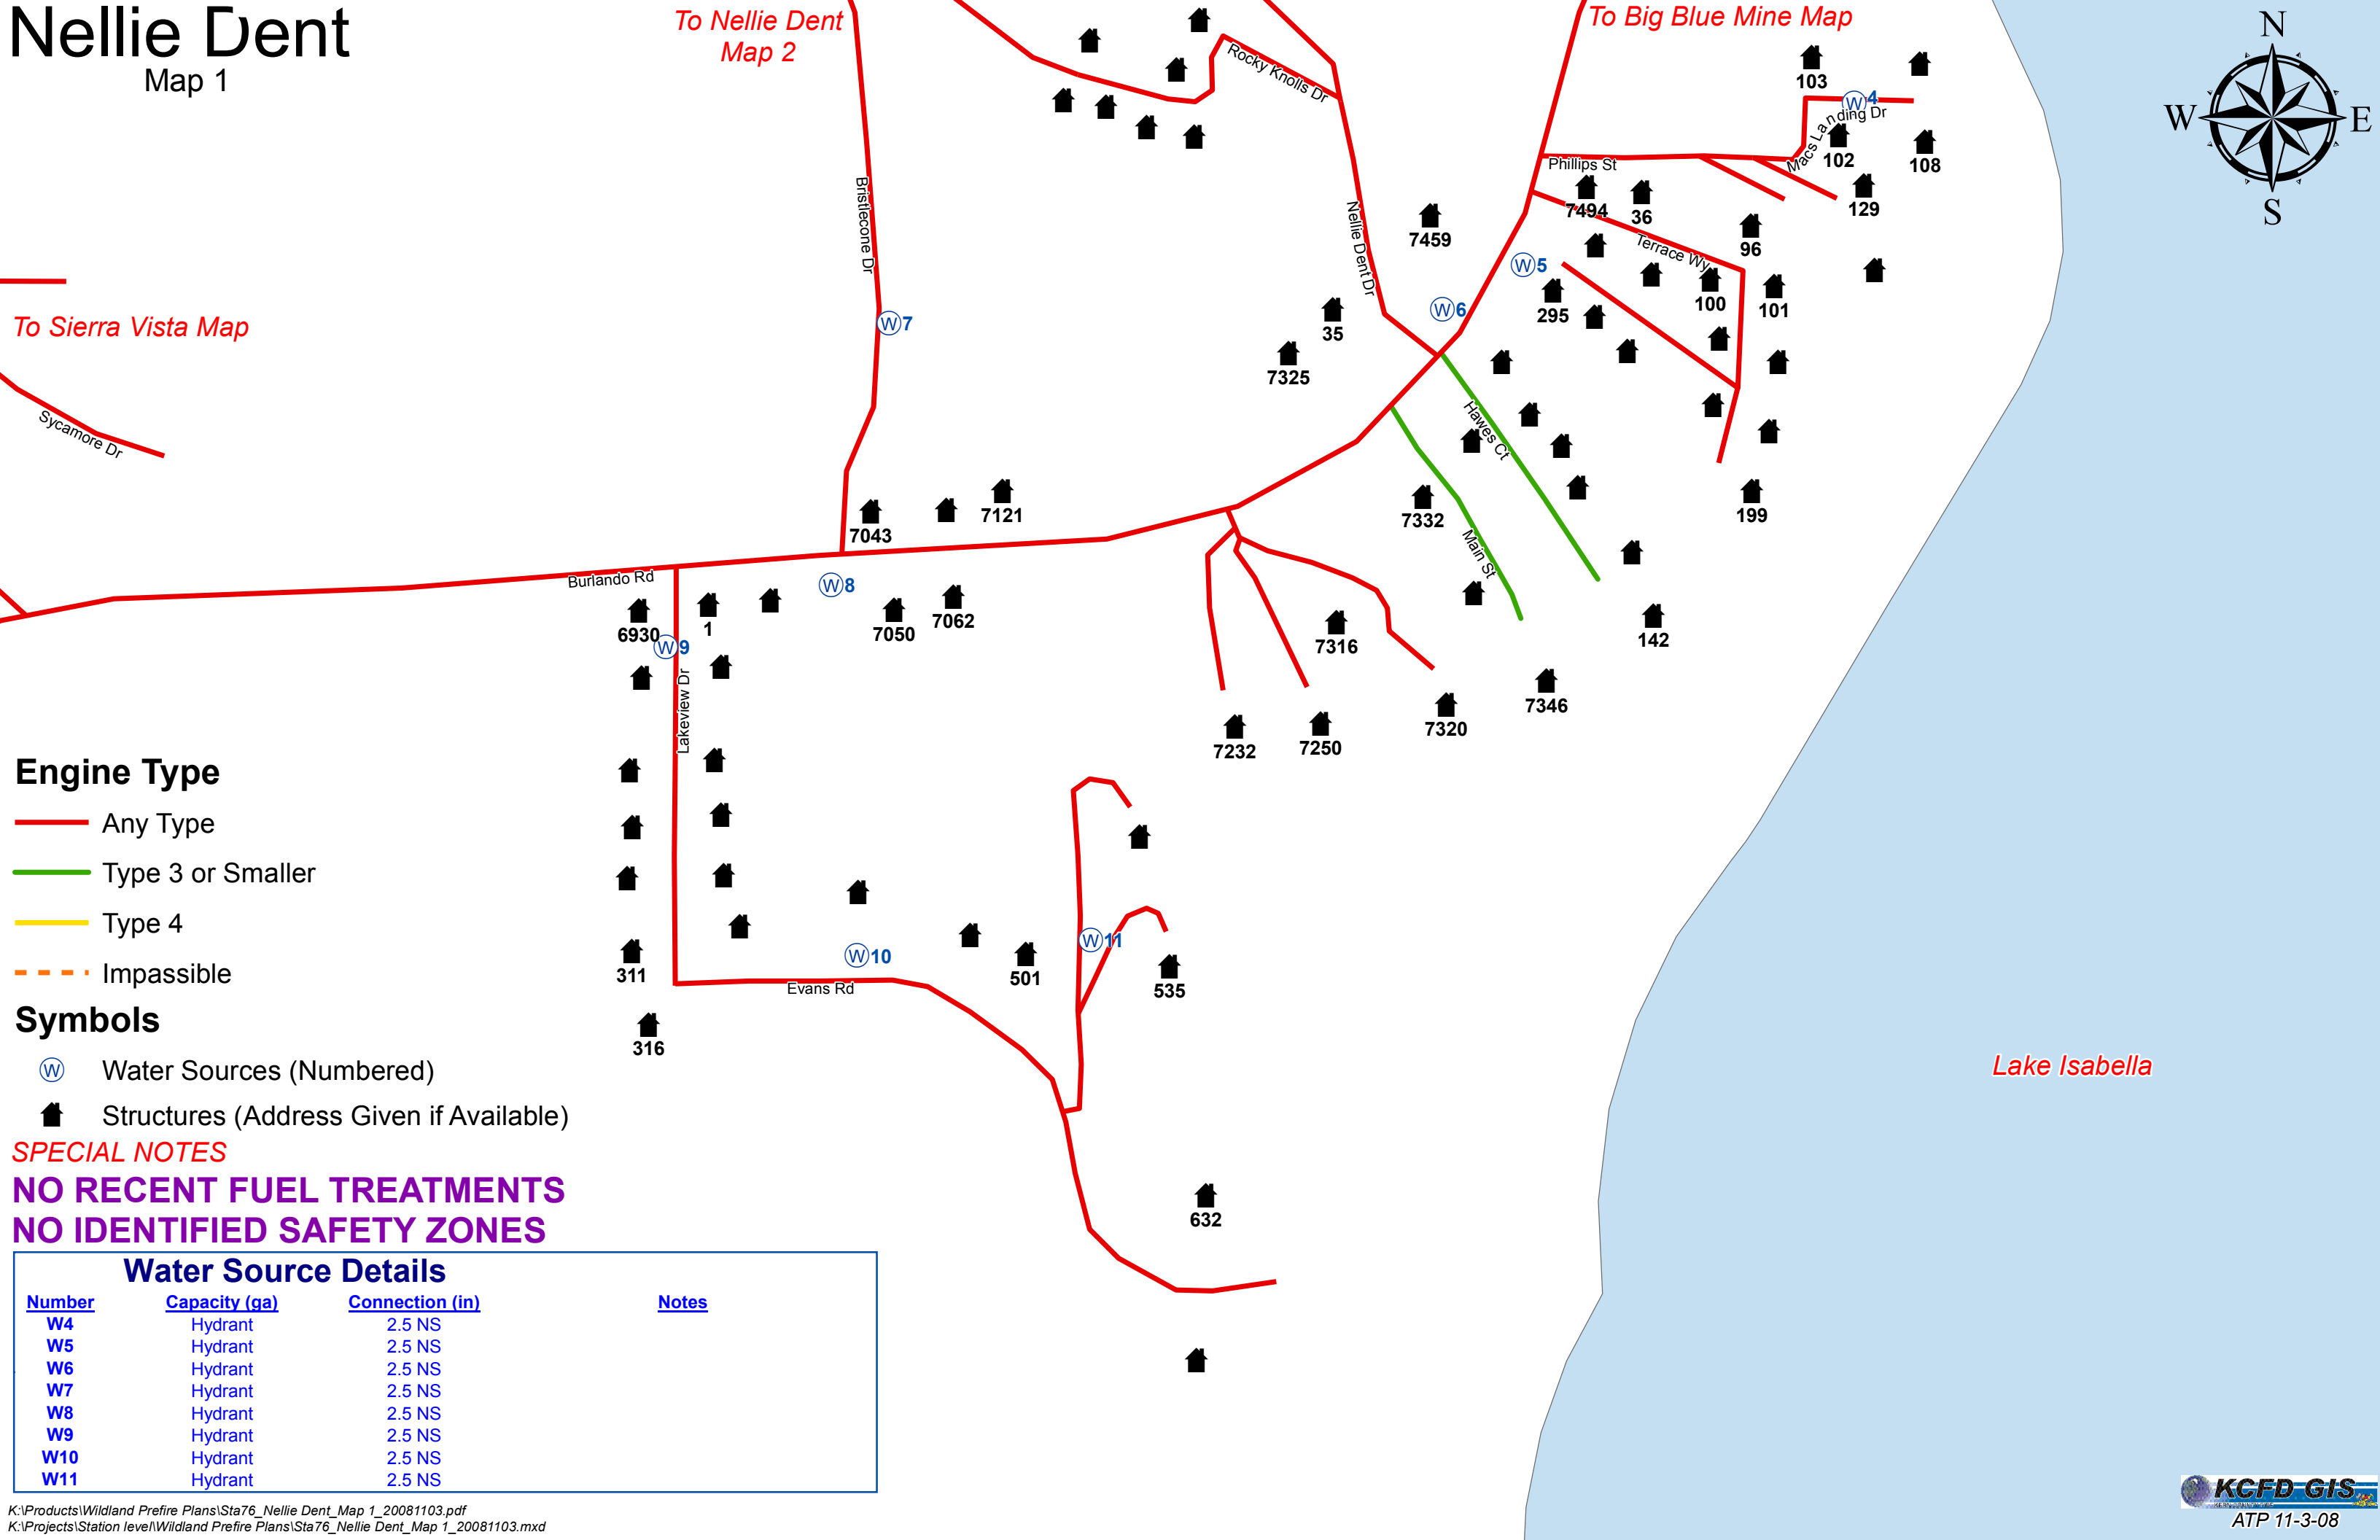 Nellie Dent
Map 1
To Nellie Dent
Map 2
To Big Blue Mine Map
N
W
E
S
Rocky Knolls Dr
103
W 4
Macs Landing Dr
102
108
Phillips St
129
7494
36
96
Terrace Wy
7459
Bristlecone Dr
Nellie Dent Dr
W 5
295
100
101
W 6
35
7325
W 7
To Sierra Vista Map
Sycamore Dr
Hawes Ct
7332
199
7043
7121
Main St
Burlando Rd
W 8
6930
1
7050
7062
W 9
7316
142
Lakeview Dr
7346
7320
7232
7250
Engine Type
Any Type
Type 3 or Smaller
Type 4
Impassible
W 11
W 10
501
535
311
Evans Rd
316
Symbols
W Water Sources (Numbered)
Structures (Address Given if Available)
Lake Isabella
632
SPECIAL NOTES
NO RECENT FUEL TREATMENTS
NO IDENTIFIED SAFETY ZONES
Water Source Details
Number Capacity (ga) Connection (in) Notes
W4 Hydrant 2.5 NS
W5 Hydrant 2.5 NS
W6 Hydrant 2.5 NS
W7 Hydrant 2.5 NS
W8 Hydrant 2.5 NS
W9 Hydrant 2.5 NS
W10 Hydrant 2.5 NS
W11 Hydrant 2.5 NS
K:\Products\Wildland Prefire Plans\Sta76_Nellie Dent_Map 1_20081103.pdf
K:\Projects\Station level\Wildland Prefire Plans\Sta76_Nellie Dent_Map 1_20081103.mxd
KCFD GIS
ATP 11-3-08